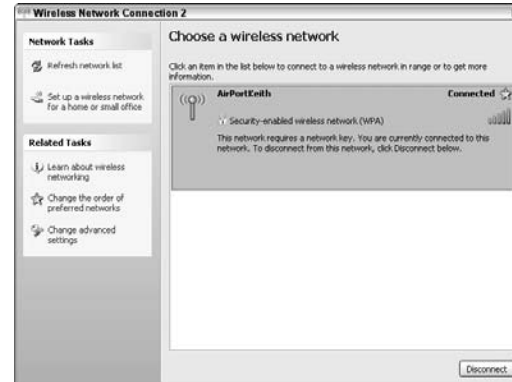 Wireless Network Connection 2
Network Tasks
Refresh network list
Set up a wireless network
for a home or small office
Related Tasks
Learn about wireless
networking
Change the order of
preferred networks
Change advanced
settings
Choose a wireless network
Click an item in the list below to connect to a wireless network in range or to get more
information.
AirPortKeith
Connected
Security-enabled wireless network (WPA)
This network requires a network key. You are currently connected to this
network. To disconnect from this network, click Disconnect below.
Disconnect